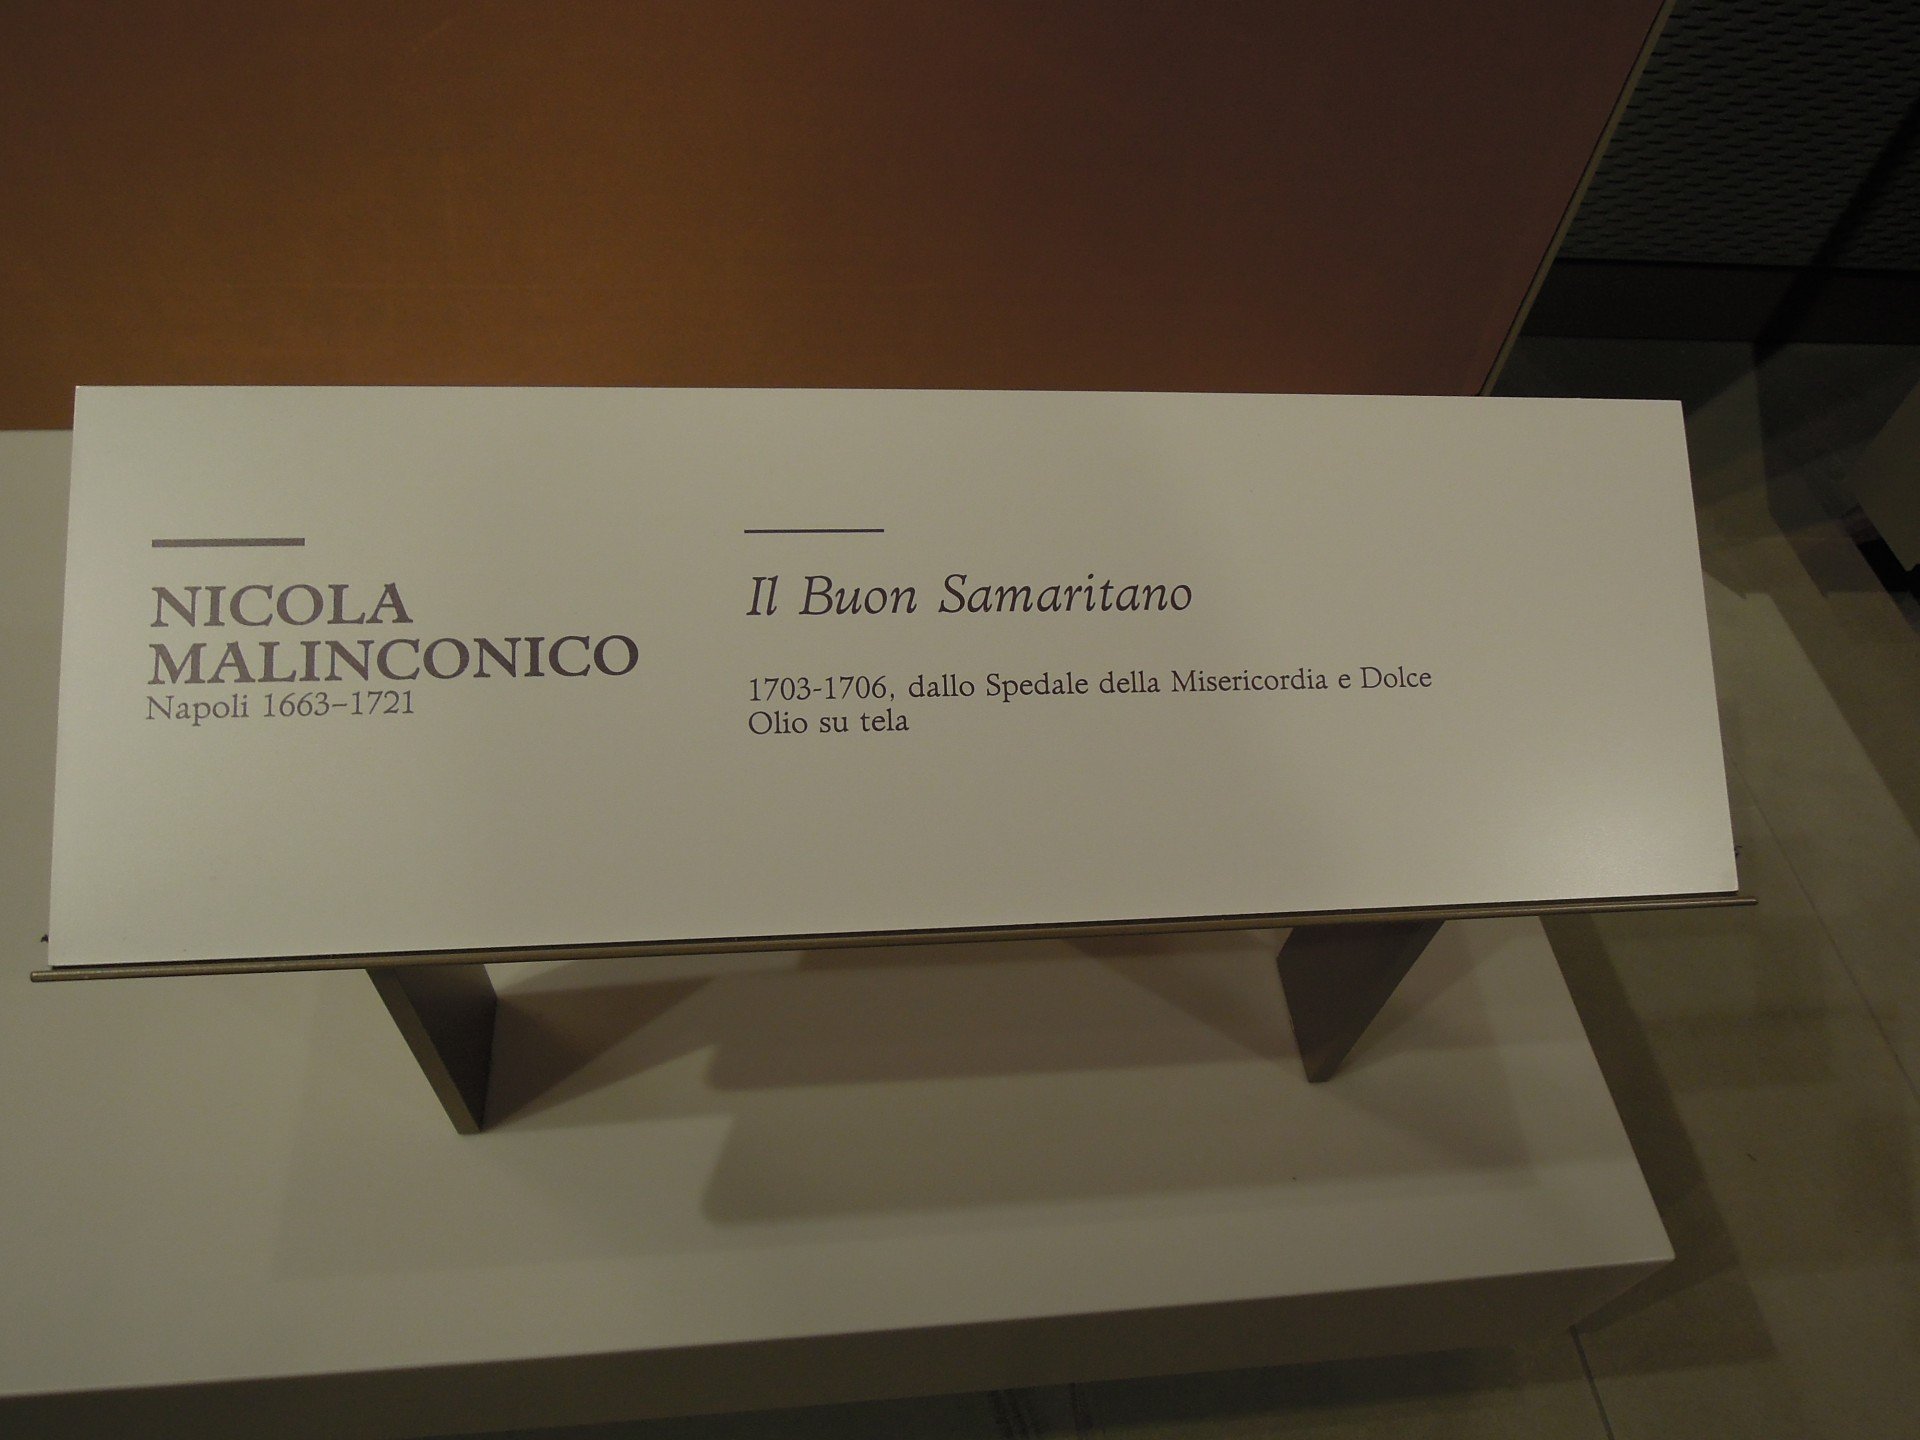 NICOLA
MALINCONICO
Napoli 1663–1721
Il Buon Samaritano
1703-1706, dallo Spedale della Misericordia e Dolce
Olio su tela